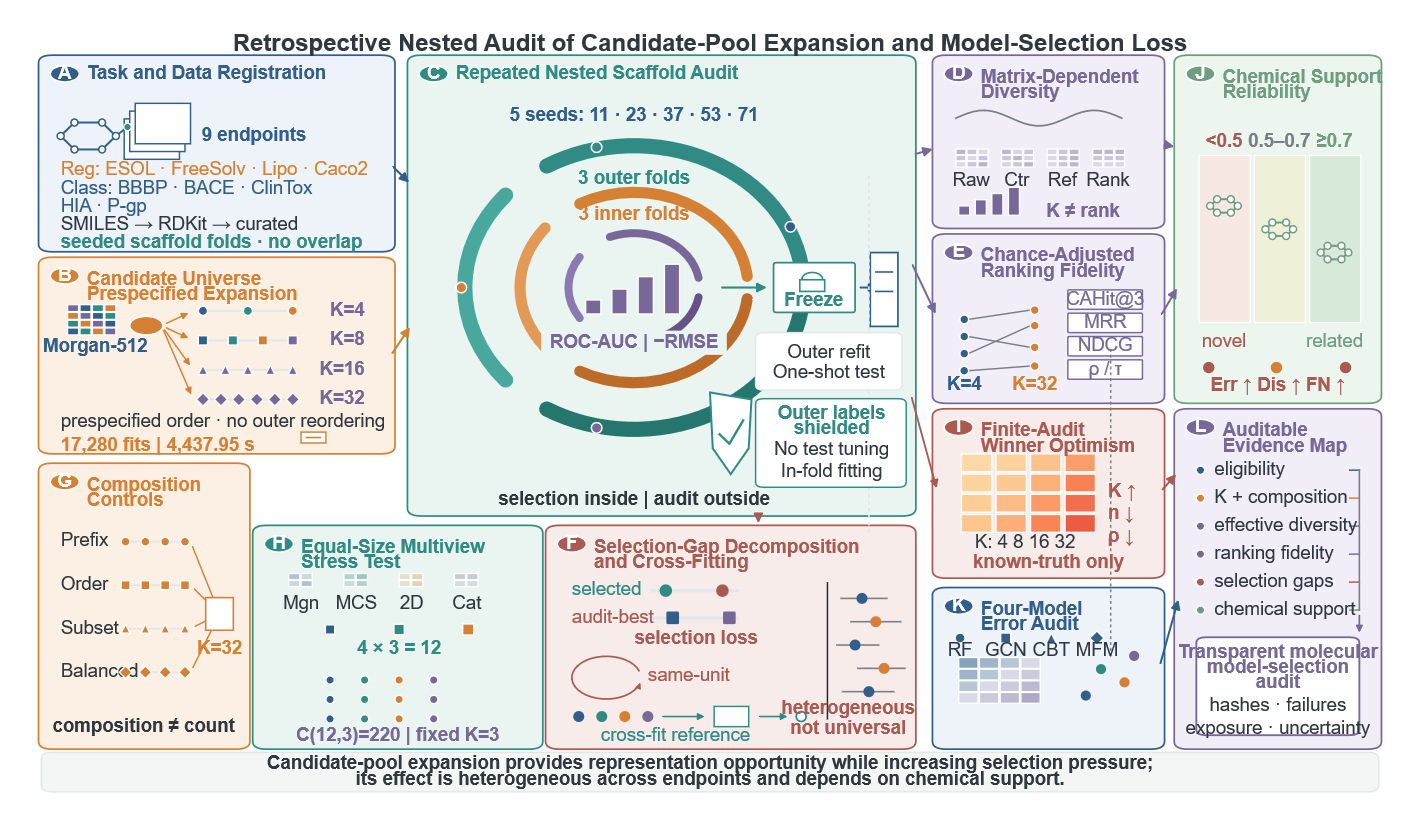 Retrospective Nested Audit of Candidate-Pool Expansion and Model-Selection Loss
A Task and Data Registration
9 endpoints
Reg: ESOL · FreeSolv · Lipo · Caco2
Class: BBBP · BACE · ClinTox
HIA · P-gp
SMILES → RDKit → curated
seeded scaffold folds · no overlap
B Candidate Universe
Prespecified Expansion
Morgan-512
K=4
K=8
K=16
K=32
prespecified order · no outer reordering
17,280 fits | 4,437.95 s
C Repeated Nested Scaffold Audit
5 seeds: 11 · 23 · 37 · 53 · 71
3 outer folds
3 inner folds
ROC-AUC | −RMSE
Freeze
Outer refit
One-shot test
Outer labels
shielded
No test tuning
In-fold fitting
selection inside | audit outside
D Matrix-Dependent
Diversity
Raw Ctr Ref Rank
K ≠ rank
E Chance-Adjusted
Ranking Fidelity
CAHit@3
MRR
NDCG
ρ / τ
K=4 K=32
J Chemical Support
Reliability
<0.5 0.5–0.7 ≥0.7
novel related
Err ↑ Dis ↑ FN ↑
G Composition
Controls
Prefix
Order
Subset
Balanced
K=32
composition ≠ count
H Equal-Size Multiview
Stress Test
Mgn MCS 2D Cat
4 × 3 = 12
C(12,3)=220 | fixed K=3
F Selection-Gap Decomposition
and Cross-Fitting
selected
audit-best
selection loss
same-unit
cross-fit reference
heterogeneous
not universal
I Finite-Audit
Winner Optimism
K ↑
n ↓
ρ ↓
K: 4 8 16 32
known-truth only
K Four-Model
Error Audit
RF GCN CBT MFM
L Auditable
Evidence Map
eligibility
K + composition
effective diversity
ranking fidelity
selection gaps
chemical support
Transparent molecular
model-selection
audit
hashes · failures
exposure · uncertainty
Candidate-pool expansion provides representation opportunity while increasing selection pressure;
its effect is heterogeneous across endpoints and depends on chemical support.